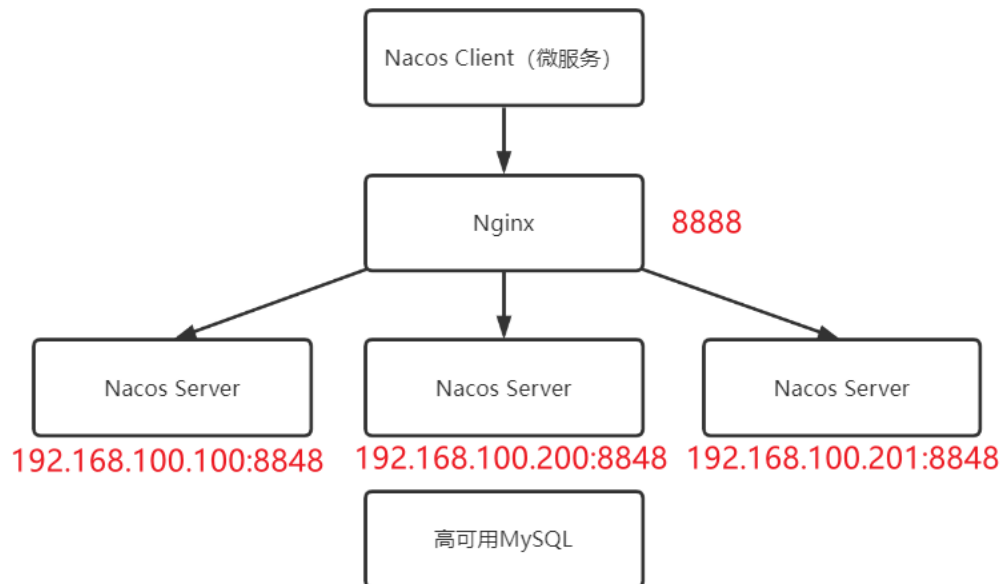 Nacos Client（微服务）
Nginx
8888
Nacos Server
Nacos Server
Nacos Server
192.168.100.100:8848
192.168.100.200:8848
192.168.100.201:8848
高可用MySQL